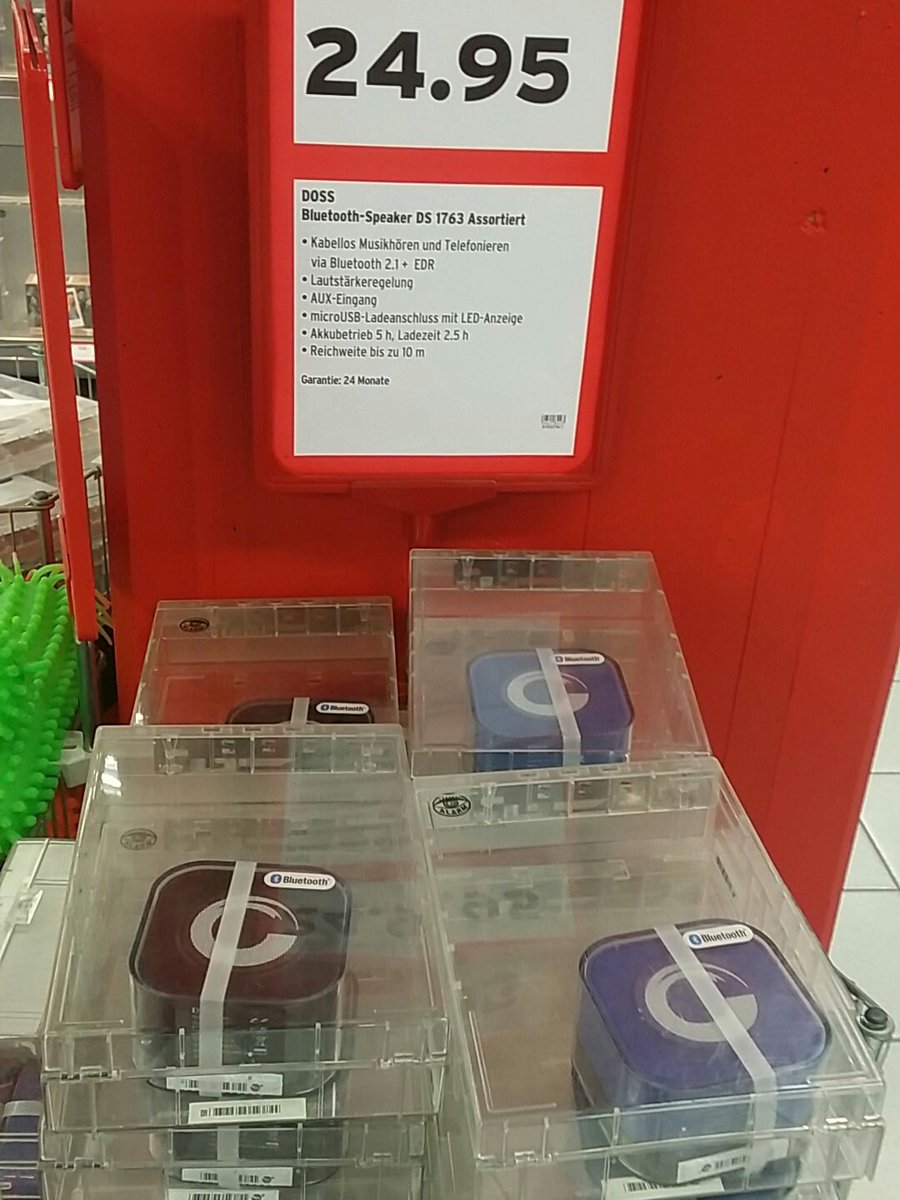 24.95
DOSS
Bluetooth-Speaker DS 1763 Assortiert
• Kabellos Musikhören und Telefonieren
via Bluetooth 2.1 + EDR
• Lautstärkeregelung
• AUX-Eingang
• microUSB-Ladeanschluss mit LED-Anzeige
• Akkubetrieb 5 h, Ladezeit 2.5 h
• Reichweite bis zu 10 m
Garantie: 24 Monate
Bluetooth
Bluetooth
ALARM
Bluetooth
Bluetooth